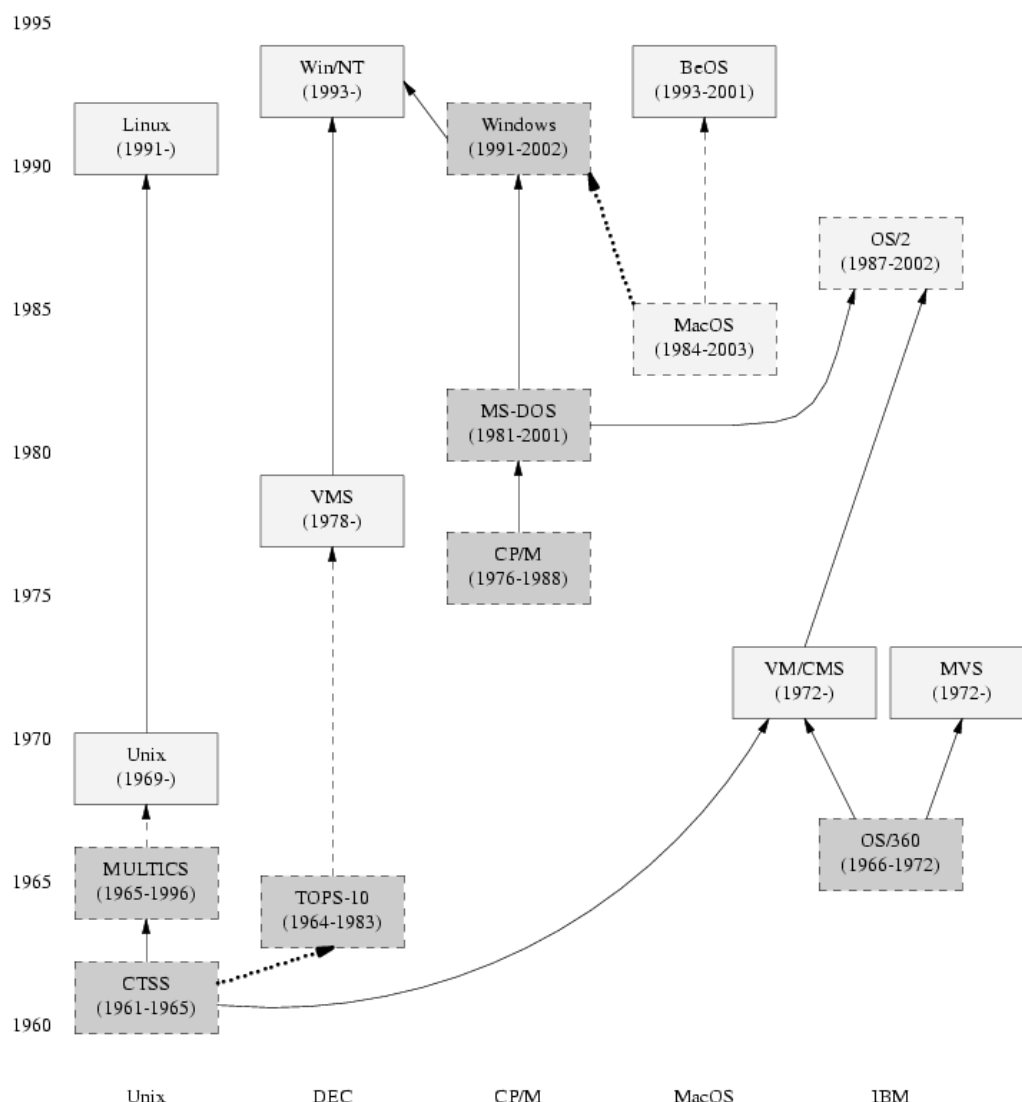 1995
Win/NT
(1993-)
BeOS
(1993-2001)
Linux
(1991-)
Windows
(1991-2002)
1990
OS/2
(1987-2002)
1985
MacOS
(1984-2003)
MS-DOS
(1981-2001)
1980
VMS
(1978-)
CP/M
(1976-1988)
1975
VM/CMS
(1972-)
MVS
(1972-)
1970
Unix
(1969-)
OS/360
(1966-1972)
MULTICS
(1965-1996)
1965
TOPS-10
(1964-1983)
CTSS
(1961-1965)
1960
Unix DEC CP/M MacOS IBM